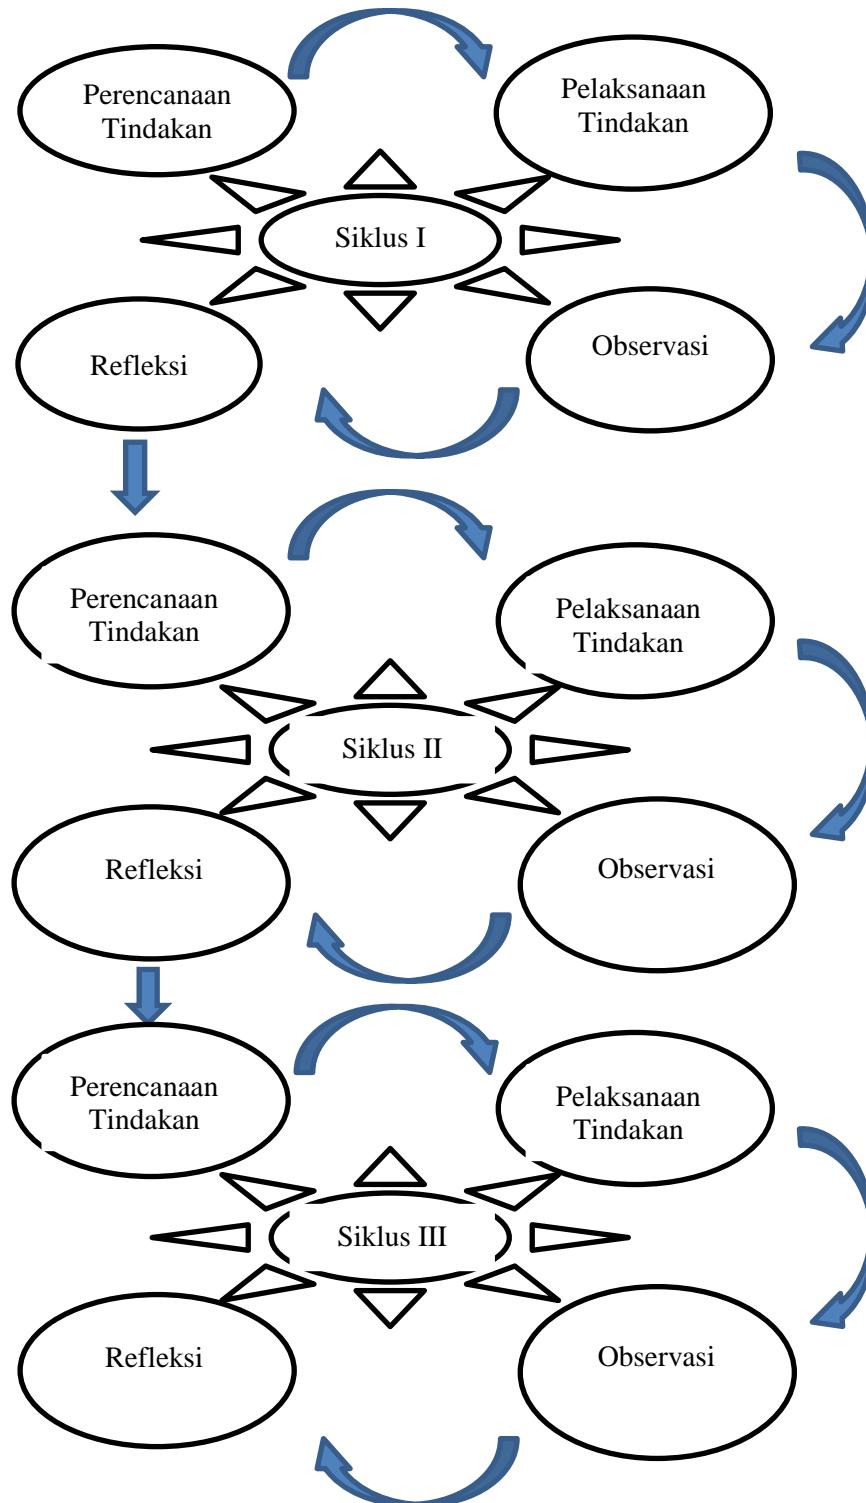 Perencanaan
Tindakan
Pelaksanaan
Tindakan
Siklus I
Refleksi
Observasi
Perencanaan
Tindakan
Pelaksanaan
Tindakan
Siklus II
Refleksi
Observasi
Perencanaan
Tindakan
Pelaksanaan
Tindakan
Siklus III
Refleksi
Observasi